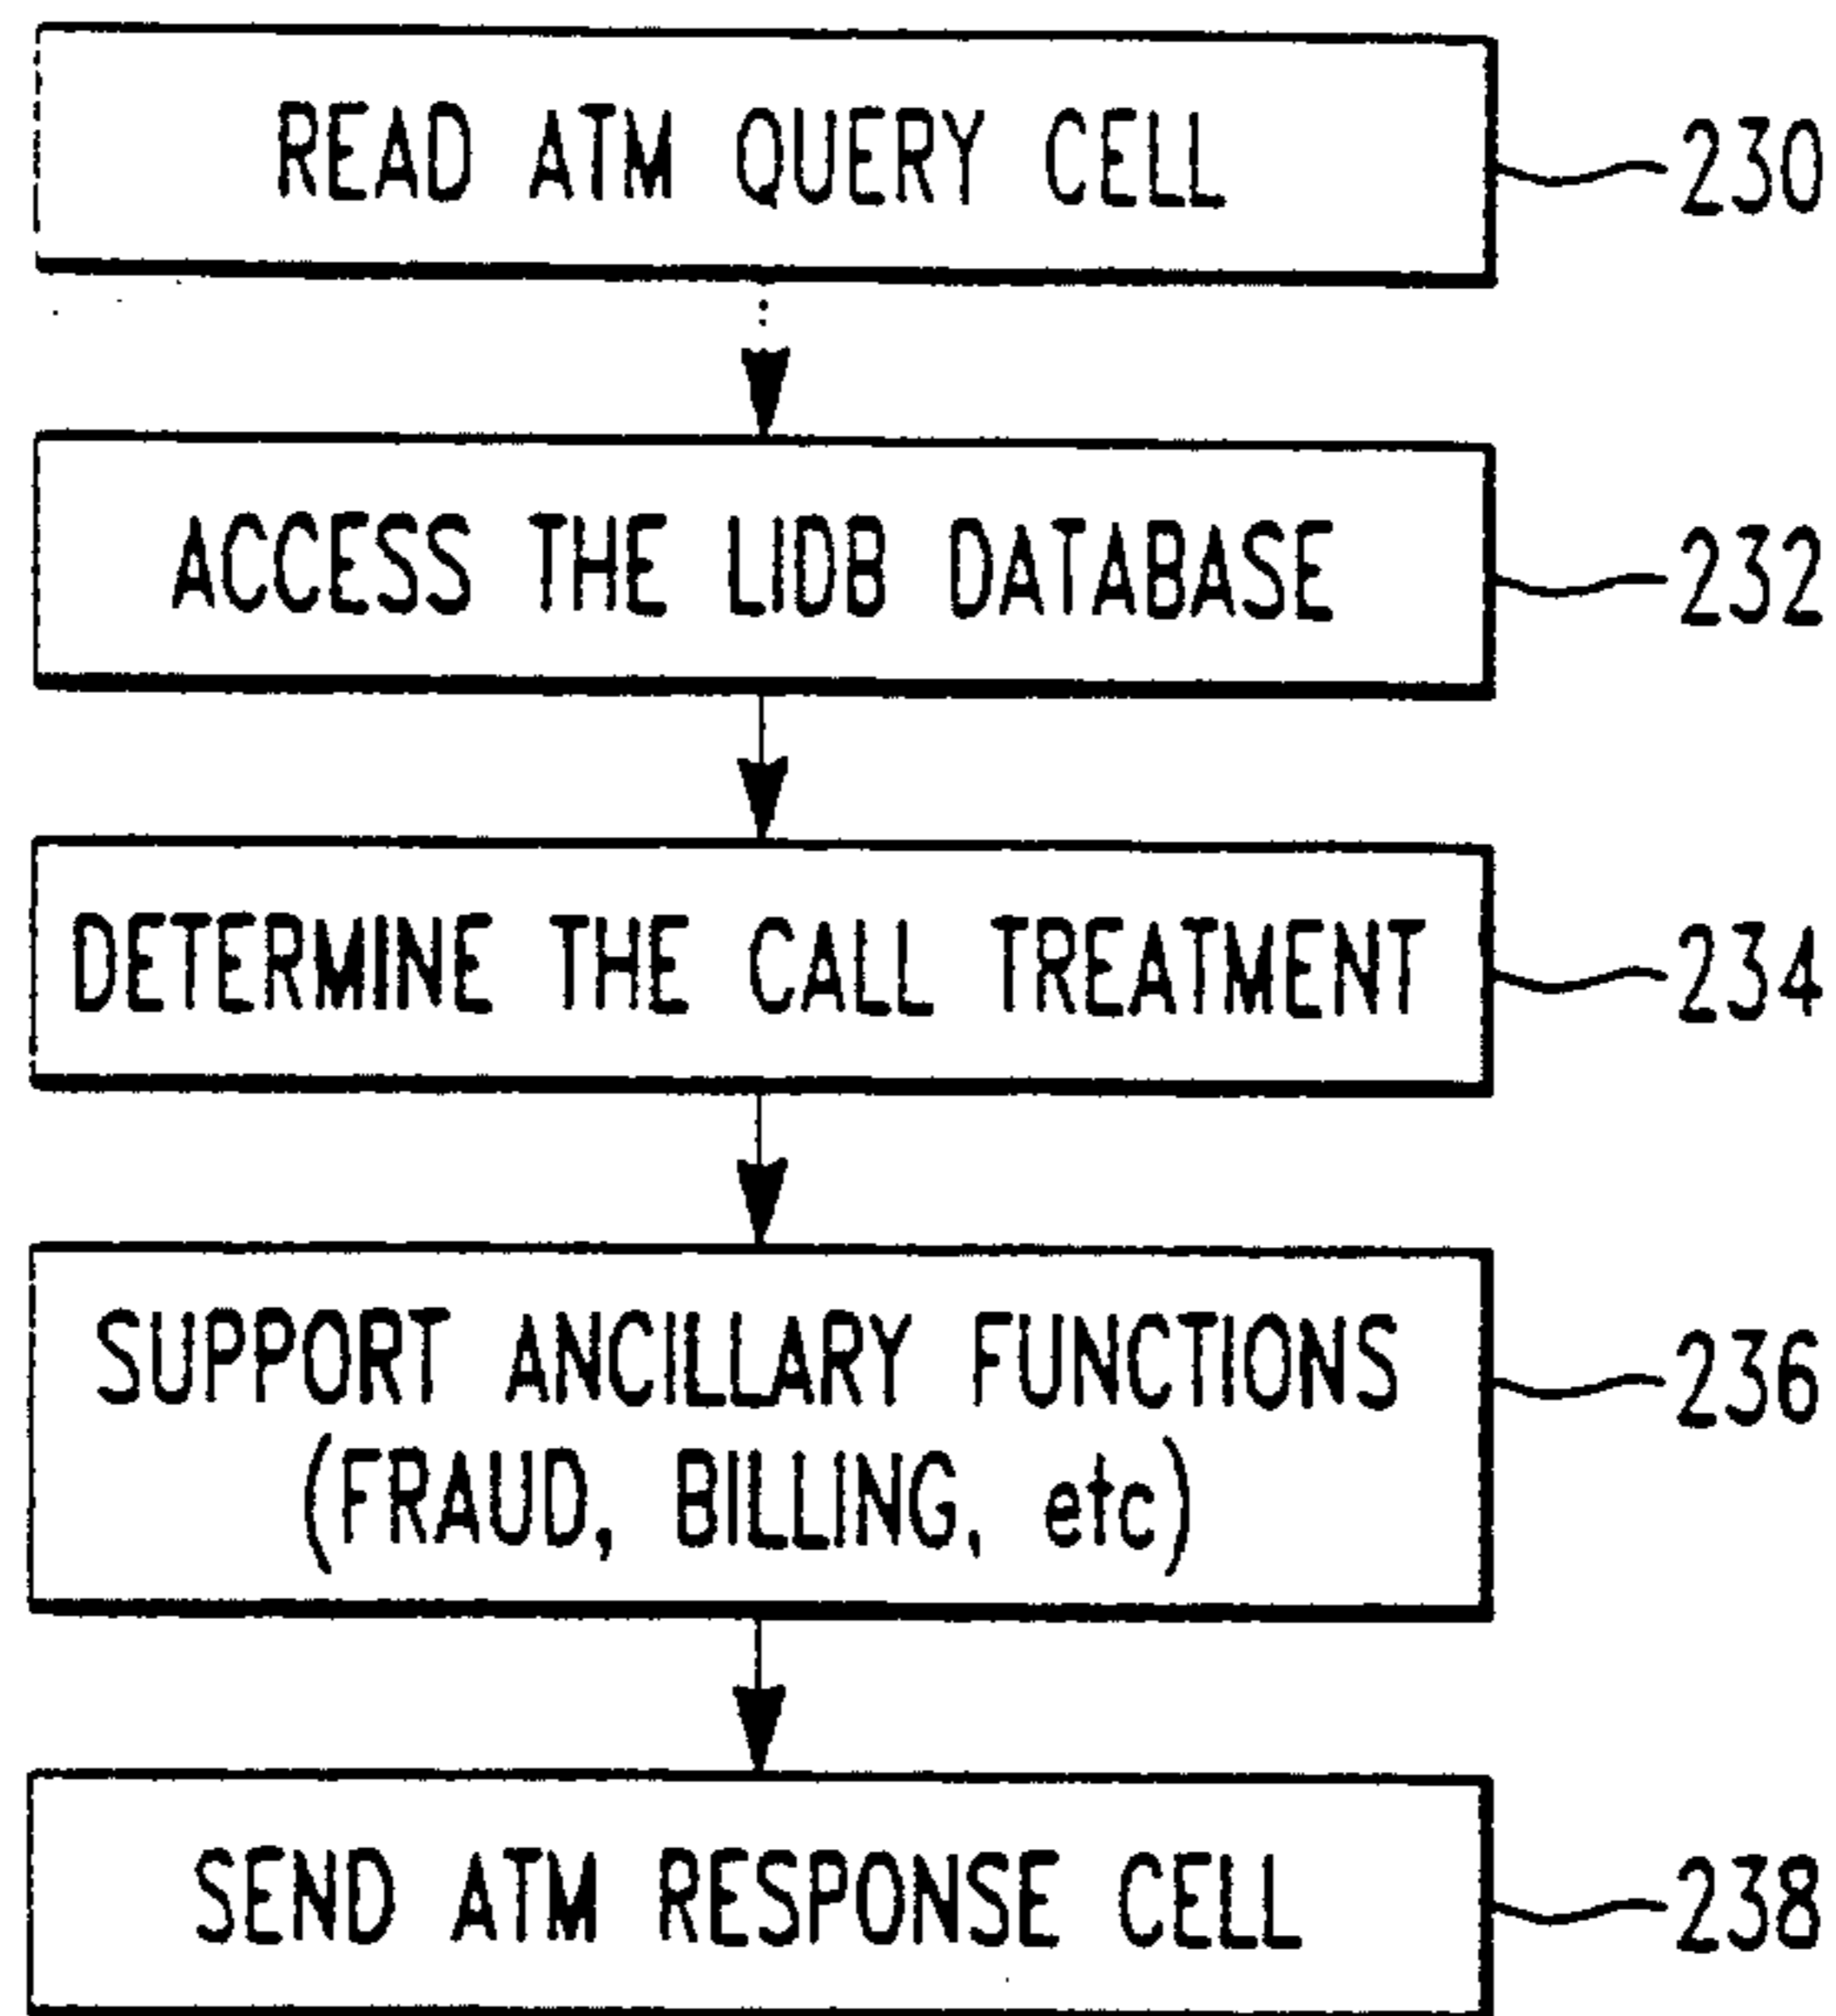 READ ATM QUERY CELL
230
ACCESS THE LIDB DATABASE
232
DETERMINE THE CALL TREATMENT
234
SUPPORT ANCILLARY FUNCTIONS
(FRAUD, BILLING, etc)
236
SEND ATM RESPONSE CELL
238